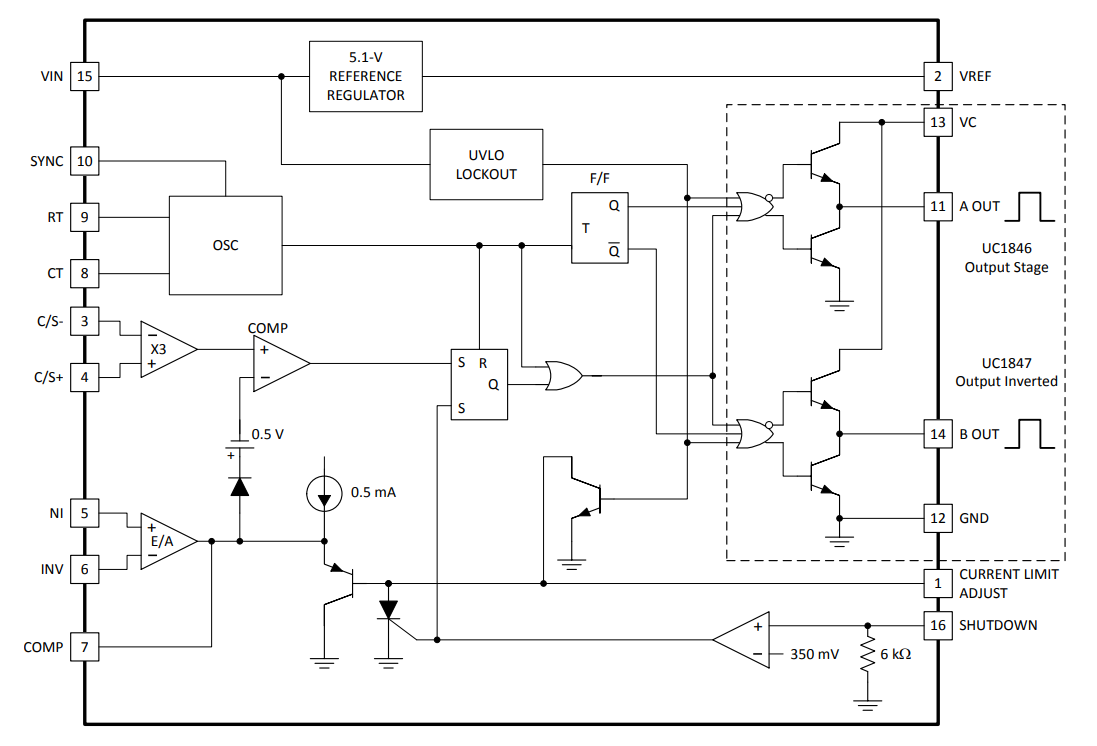 5.1-V
REFERENCE
REGULATOR
VIN 15
2 VREF
13 VC
UVLO
LOCKOUT
SYNC 10
F/F
RT 9
Q
T
Q̅
11 A OUT
OSC
UC1846
Output Stage
CT 8
C/S- 3
COMP
− X3 +
+ −
C/S+ 4
S R
Q
S
UC1847
Output Inverted
0.5 V
+
14 B OUT
0.5 mA
NI 5
+ E/A −
INV 6
12 GND
1 CURRENT LIMIT
ADJUST
COMP 7
16 SHUTDOWN
+
− 350 mV
6 kΩ